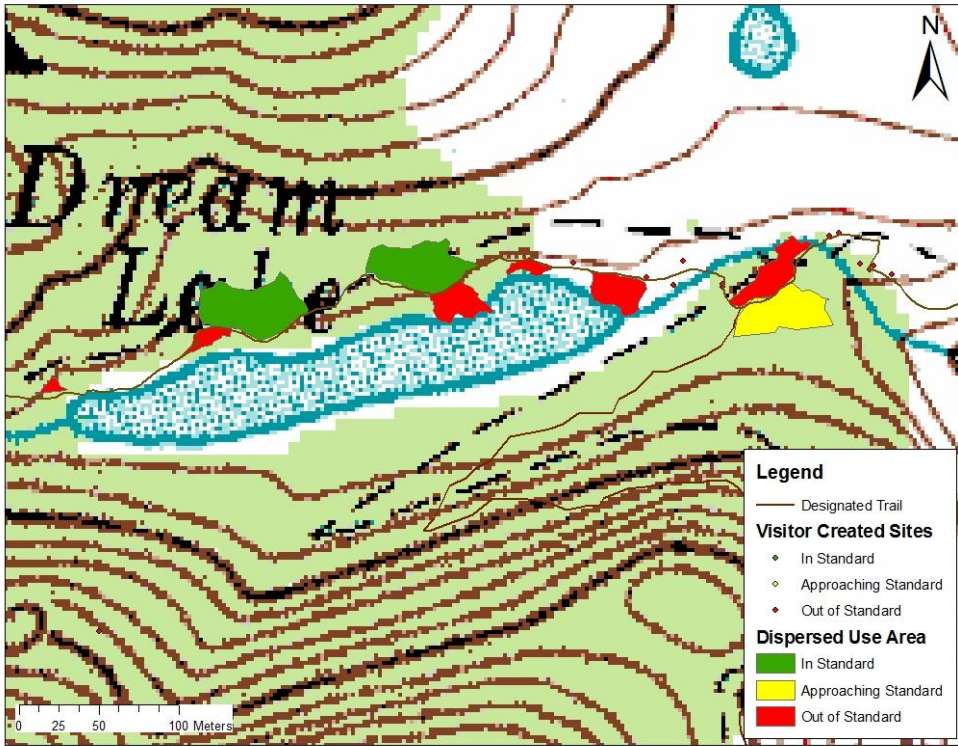 N
Dream
Lake
Legend
Designated Trail
Visitor Created Sites
In Standard
Approaching Standard
Out of Standard
Dispersed Use Area
In Standard
Approaching Standard
Out of Standard
0 25 50 100 Meters